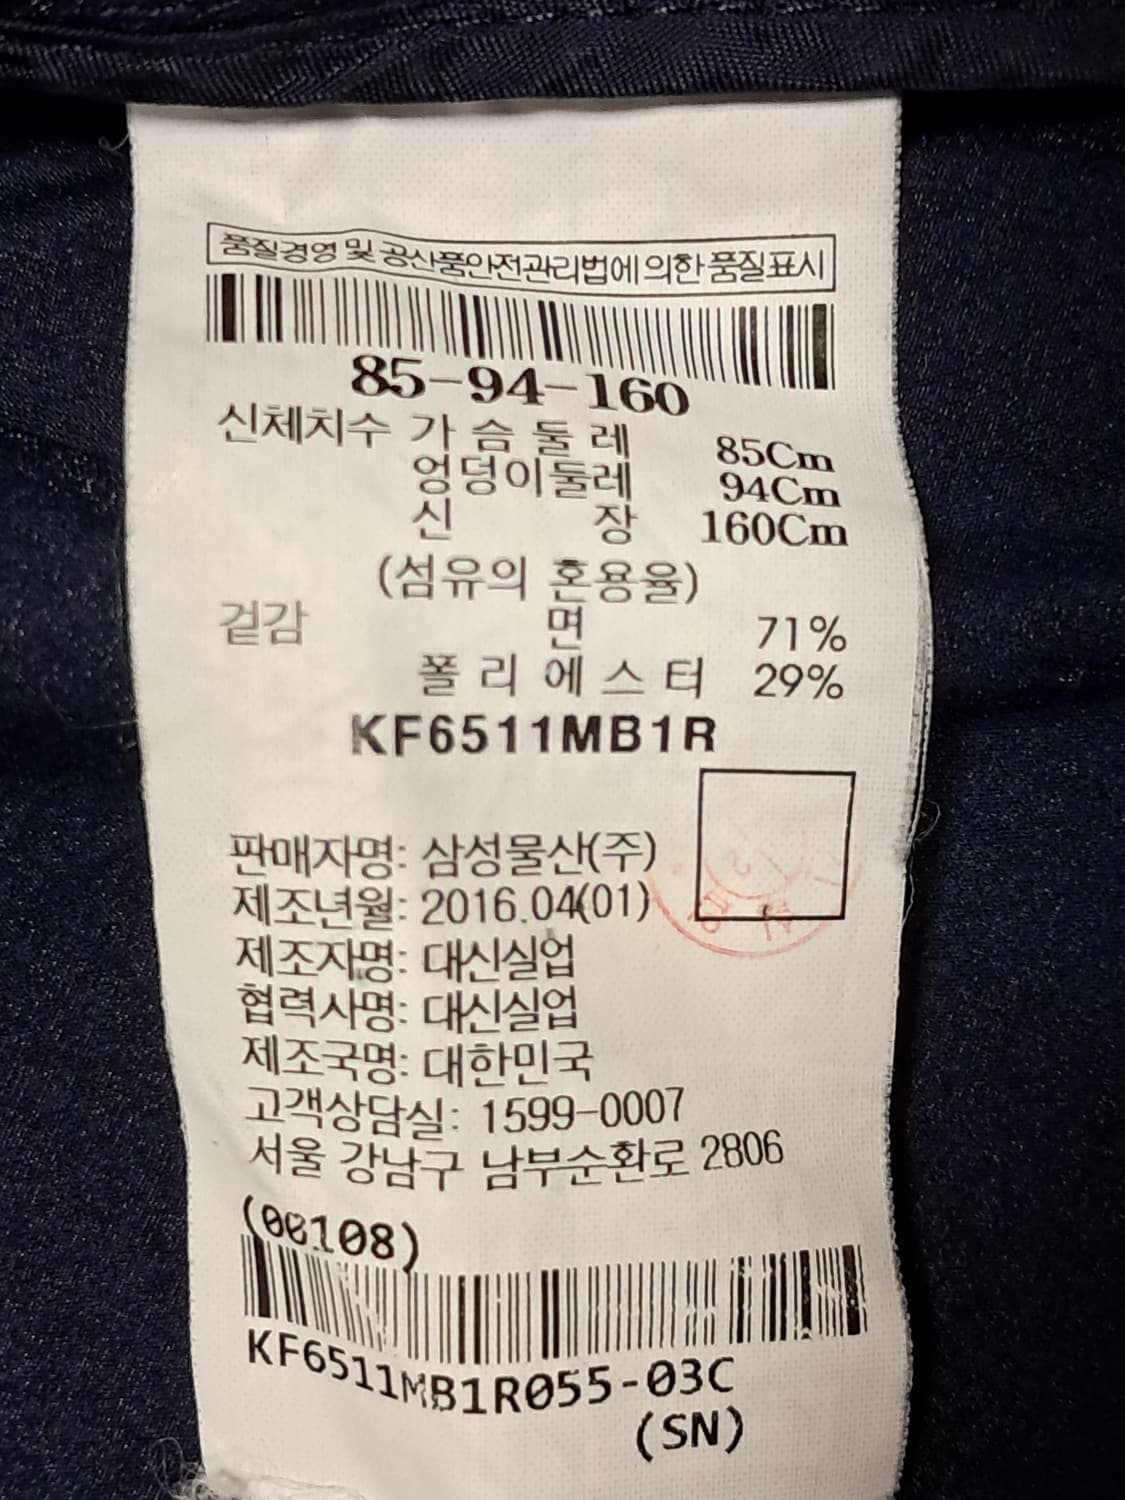 품질경영 및 공산품안전관리법에 의한 품질표시
85-94-160
신체치수 가슴둘레 85Cm
엉덩이둘레 94Cm
신장 160Cm
(섬유의 혼용율)
겉감 면 71%
폴리에스터 29%
KF6511MB1R
판매자명: 삼성물산(주)
제조년월: 2016.04(01)
제조자명: 대신실업
협력사명: 대신실업
제조국명: 대한민국
고객상담실: 1599-0007
서울 강남구 남부순환로 2806
(00108)
KF6511MB1R055-03C
(SN)